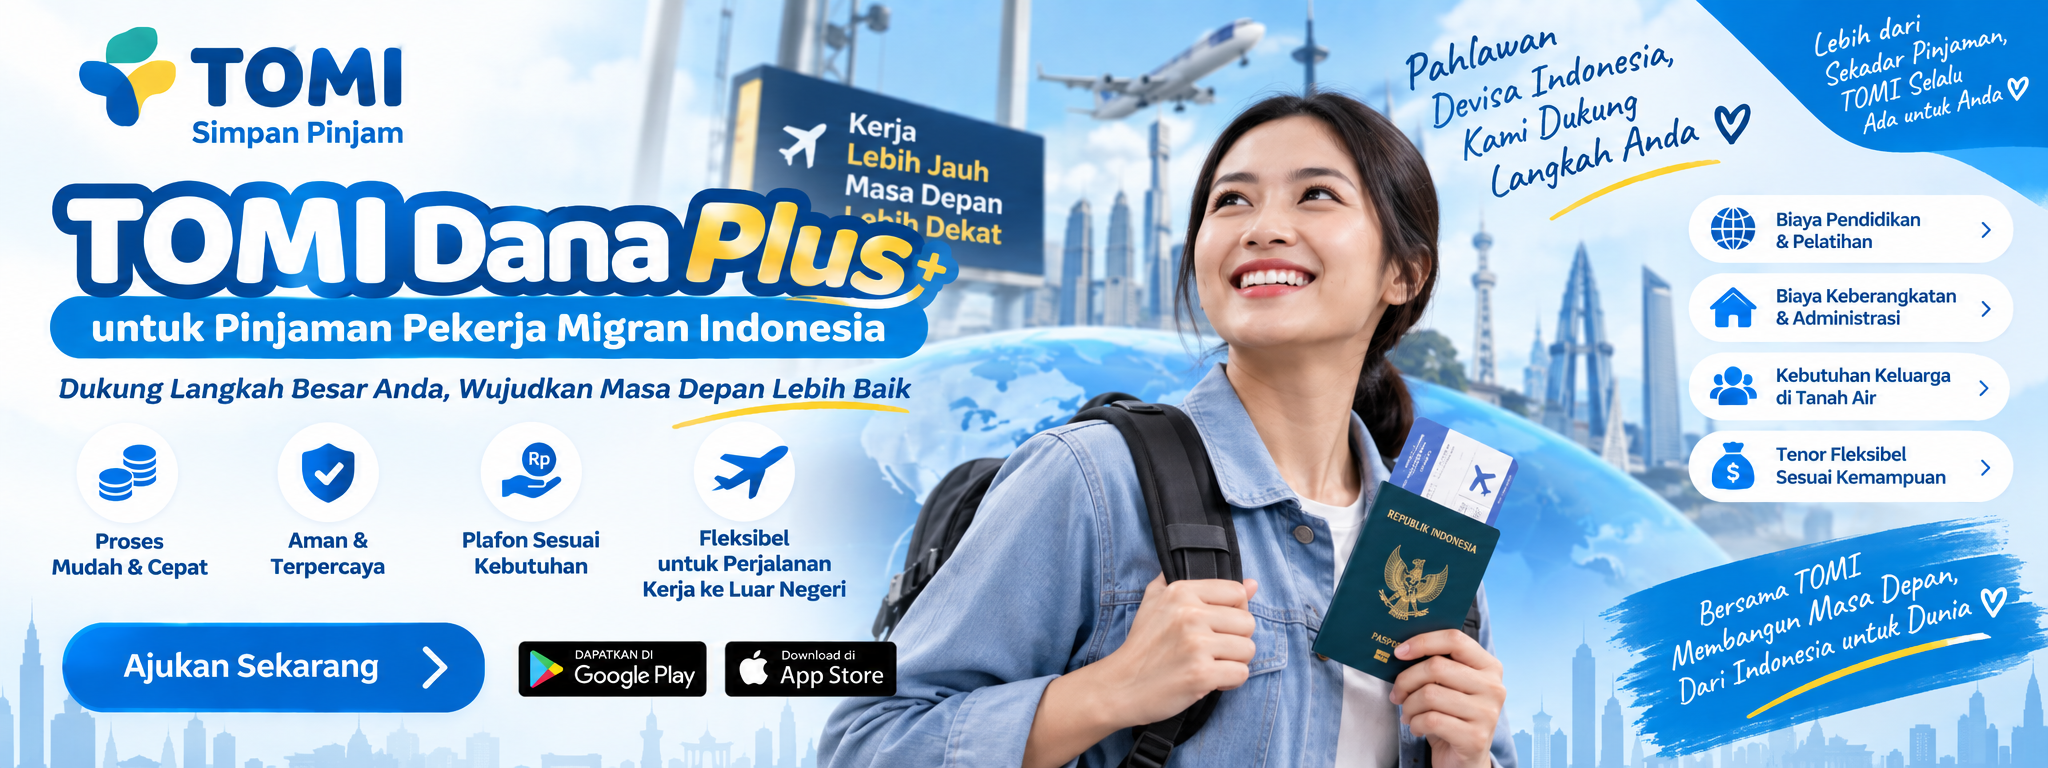 TOMI
Simpan Pinjam
Kerja
Lebih Jauh
Masa Depan
Lebih Dekat
TOMI Dana Plus+
untuk Pinjaman Pekerja Migran Indonesia
Dukung Langkah Besar Anda, Wujudkan Masa Depan Lebih Baik
Proses
Mudah & Cepat
Aman &
Terpercaya
Rp
Plafon Sesuai
Kebutuhan
Fleksibel
untuk Perjalanan
Kerja ke Luar Negeri
Ajukan Sekarang
DAPATKAN DI
Google Play
Download di
App Store
Pahlawan
Devisa Indonesia,
Kami Dukung
Langkah Anda
Lebih dari
Sekadar Pinjaman,
TOMI Selalu
Ada untuk Anda
Biaya Pendidikan
& Pelatihan
Biaya Keberangkatan
& Administrasi
Kebutuhan Keluarga
di Tanah Air
$
Tenor Fleksibel
Sesuai Kemampuan
REPUBLIK INDONESIA
Bersama TOMI
Membangun Masa Depan,
Dari Indonesia untuk Dunia